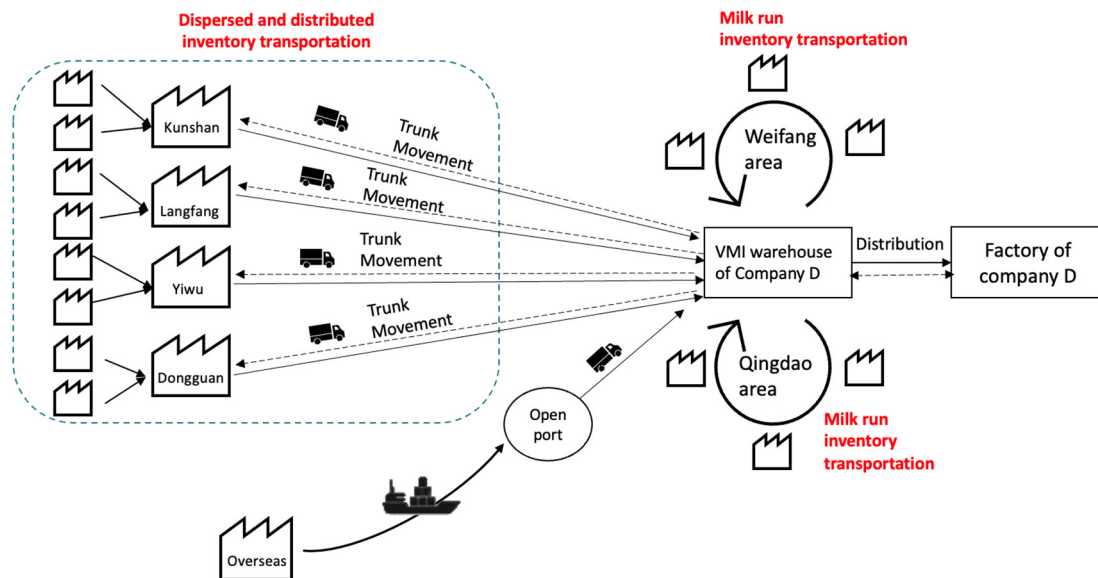 Dispersed and distributed
inventory transportation
Milk run
inventory transportation
Kunshan
Trunk
Movement
Weifang
area
Langfang
Trunk
Movement
VMI warehouse
of Company D
Distribution
Factory of
company D
Yiwu
Trunk
Movement
Dongguan
Trunk
Movement
Qingdao
area
Open
port
Milk run
inventory
transportation
Overseas